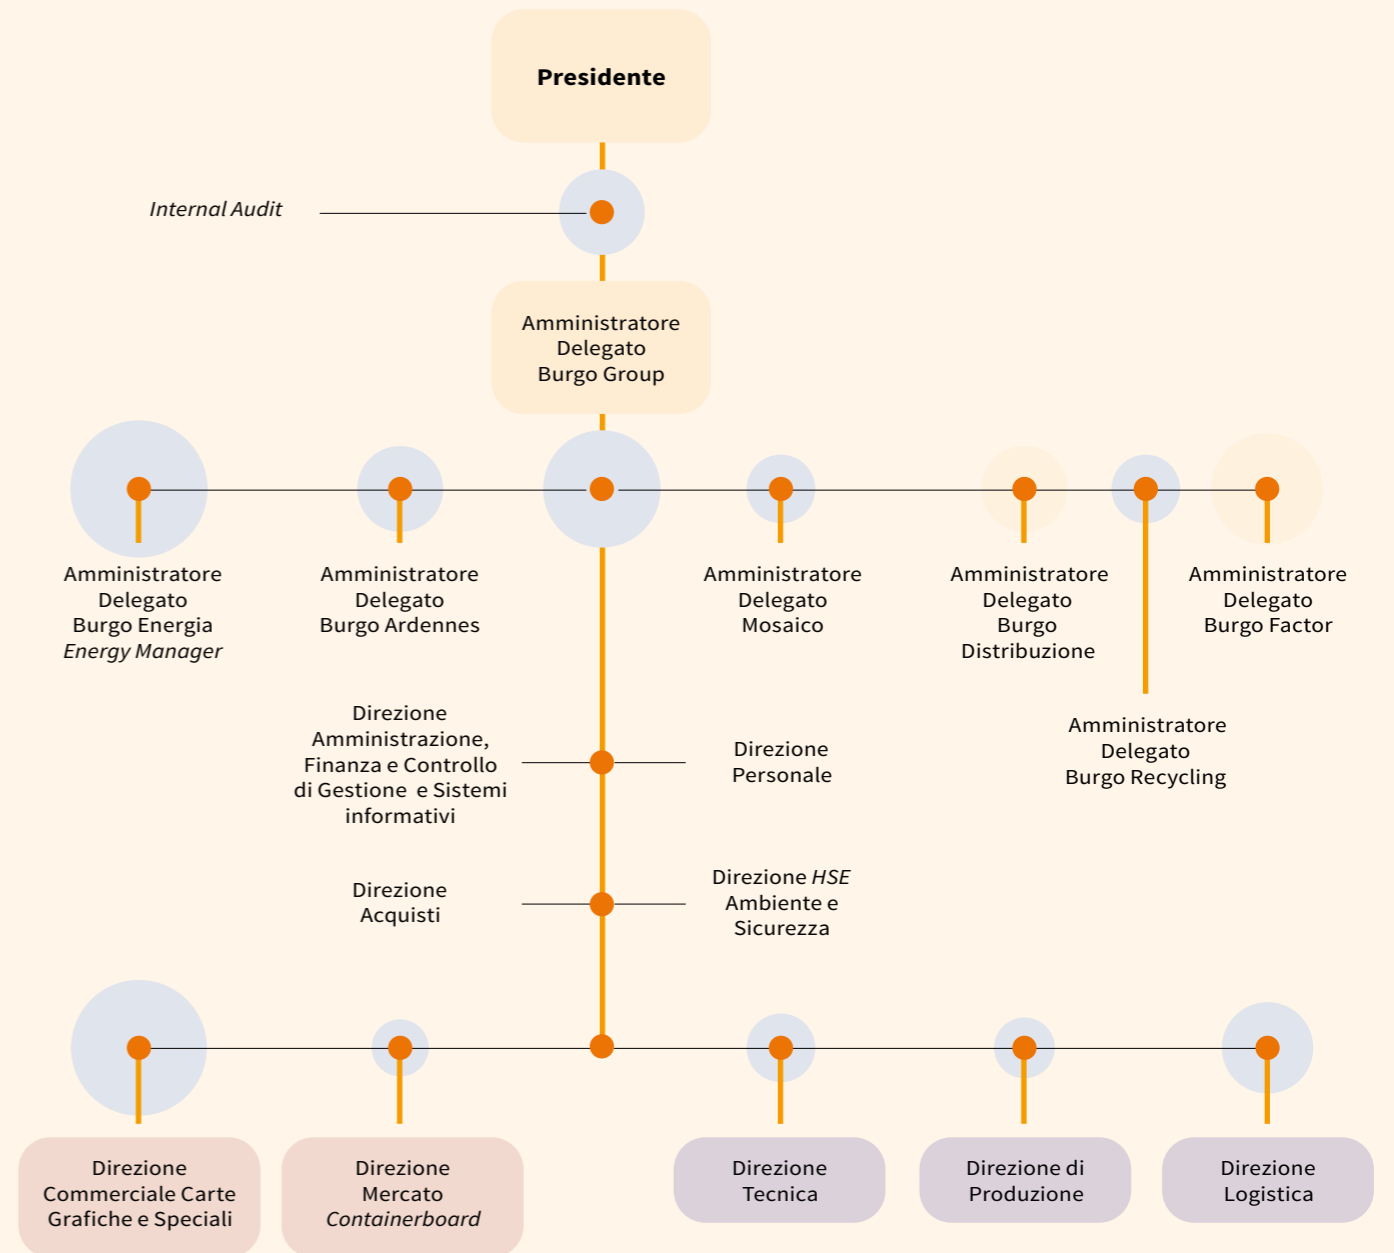 Presidente
Internal Audit
Amministratore
Delegato
Burgo Group
Amministratore
Delegato
Burgo Energia
Energy Manager
Amministratore
Delegato
Burgo Ardennes
Amministratore
Delegato
Mosaico
Amministratore
Delegato
Burgo
Distribuzione
Amministratore
Delegato
Burgo Factor
Amministratore
Delegato
Burgo Recycling
Direzione
Amministrazione,
Finanza e Controllo
di Gestione e Sistemi
informativi
Direzione
Personale
Direzione
Acquisti
Direzione HSE
Ambiente e
Sicurezza
Direzione
Commerciale Carte
Grafiche e Speciali
Direzione
Mercato
Containerboard
Direzione
Tecnica
Direzione di
Produzione
Direzione
Logistica